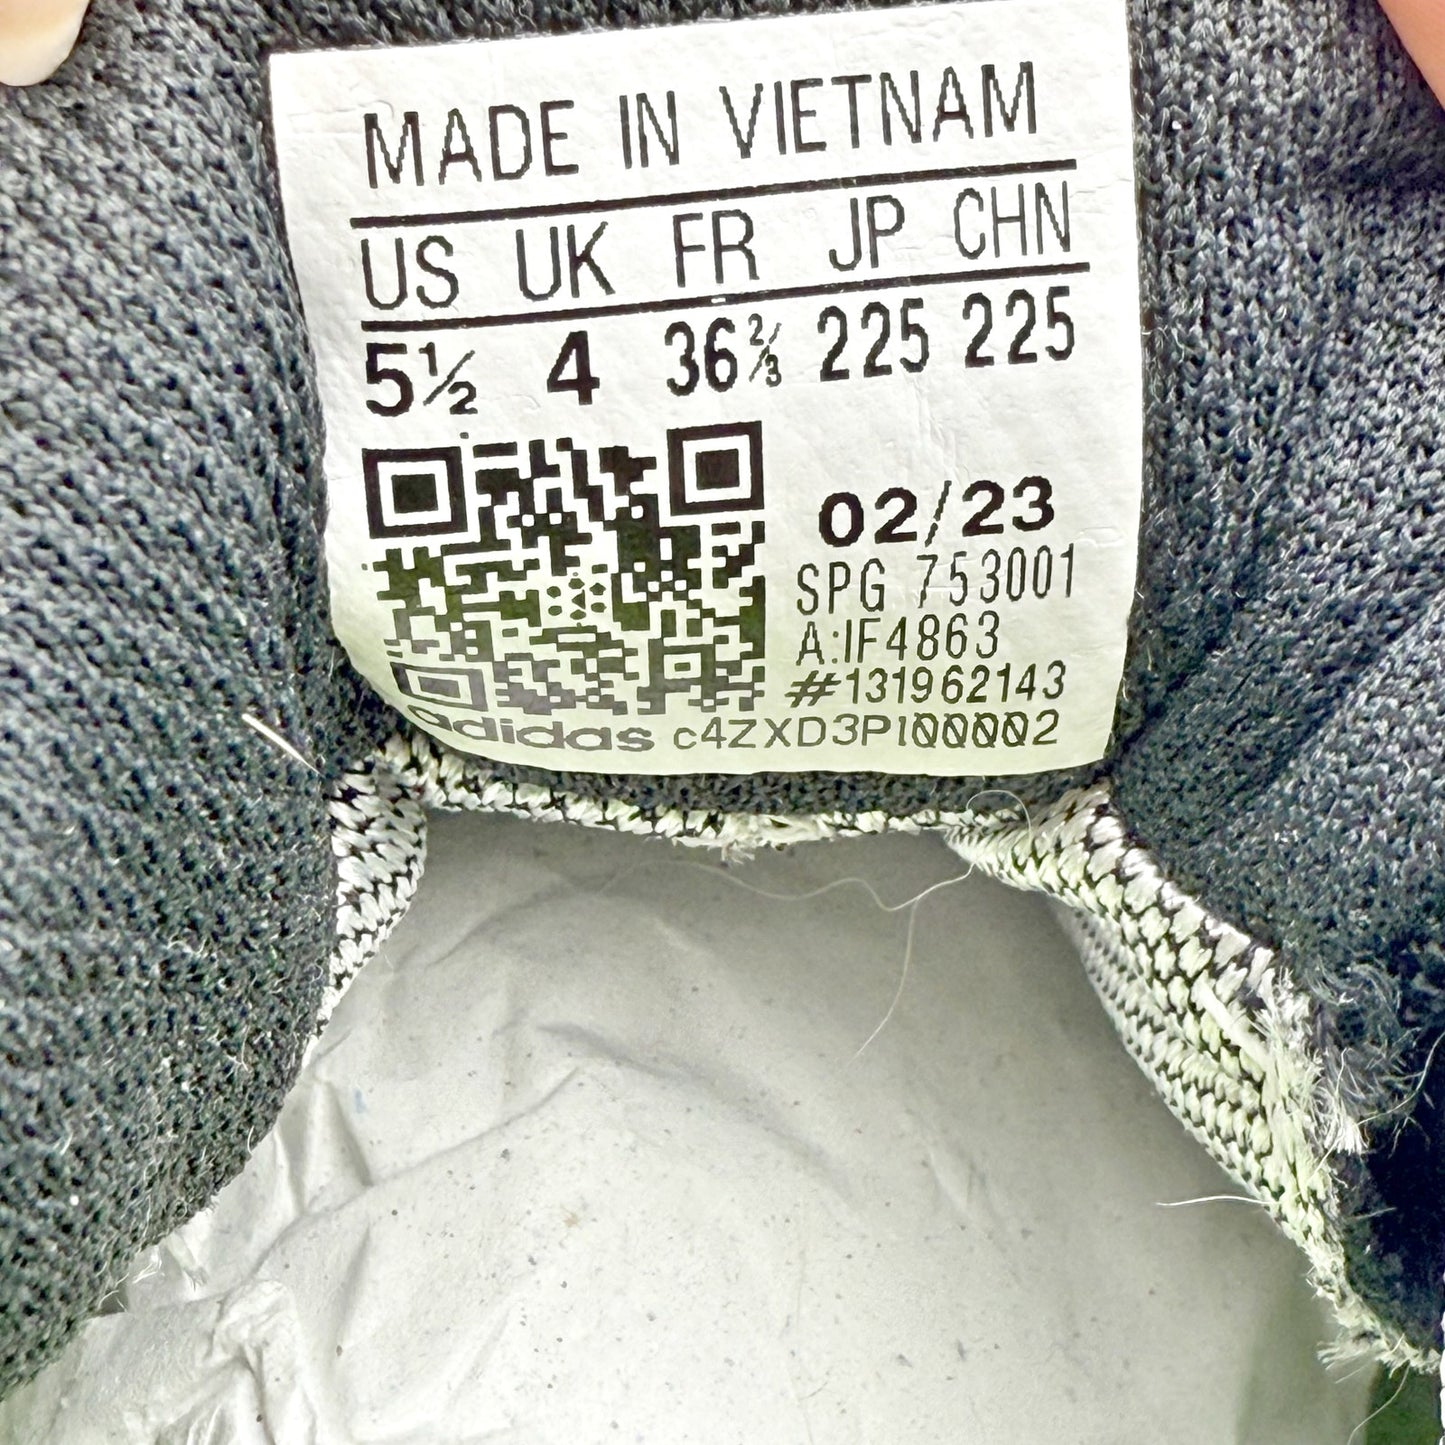 MADE IN VIETNAM
US UK FR JP CHN
5½ 4 36⅔ 225 225
02/23
SPG 753001
A:IF4863
#131962143
adidas c4ZXD3PI00002